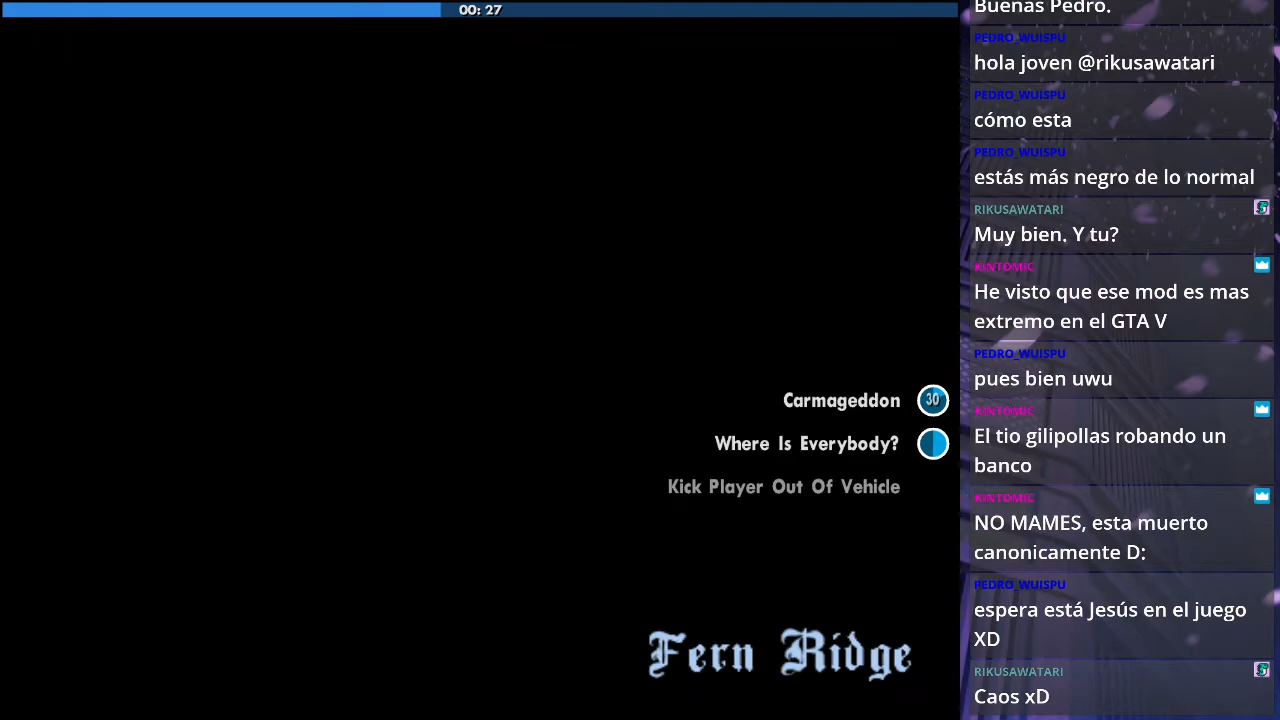 00: 27
Carmageddon
30
Where Is Everybody?
Kick Player Out Of Vehicle
Fern Ridge
Buenas Pedro.
PEDRO_WUISPU
hola joven @rikusawatari
PEDRO_WUISPU
cómo esta
PEDRO_WUISPU
estás más negro de lo normal
RIKUSAWATARI
Muy bien. Y tu?
KINTOMIC
He visto que ese mod es mas
extremo en el GTA V
PEDRO_WUISPU
pues bien uwu
KINTOMIC
El tio gilipollas robando un
banco
KINTOMIC
NO MAMES, esta muerto
canonicamente D:
PEDRO_WUISPU
espera está Jesús en el juego
XD
RIKUSAWATARI
Caos xD